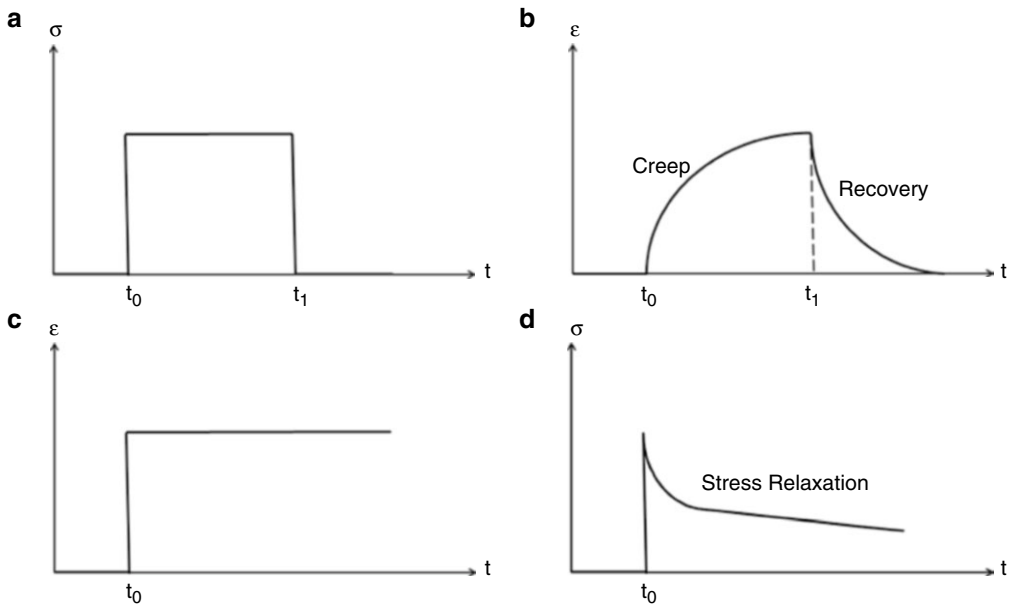 a
σ
t
t₀
t₁
b
ε
Creep
Recovery
t
t₀
t₁
c
ε
t
t₀
d
σ
Stress Relaxation
t
t₀